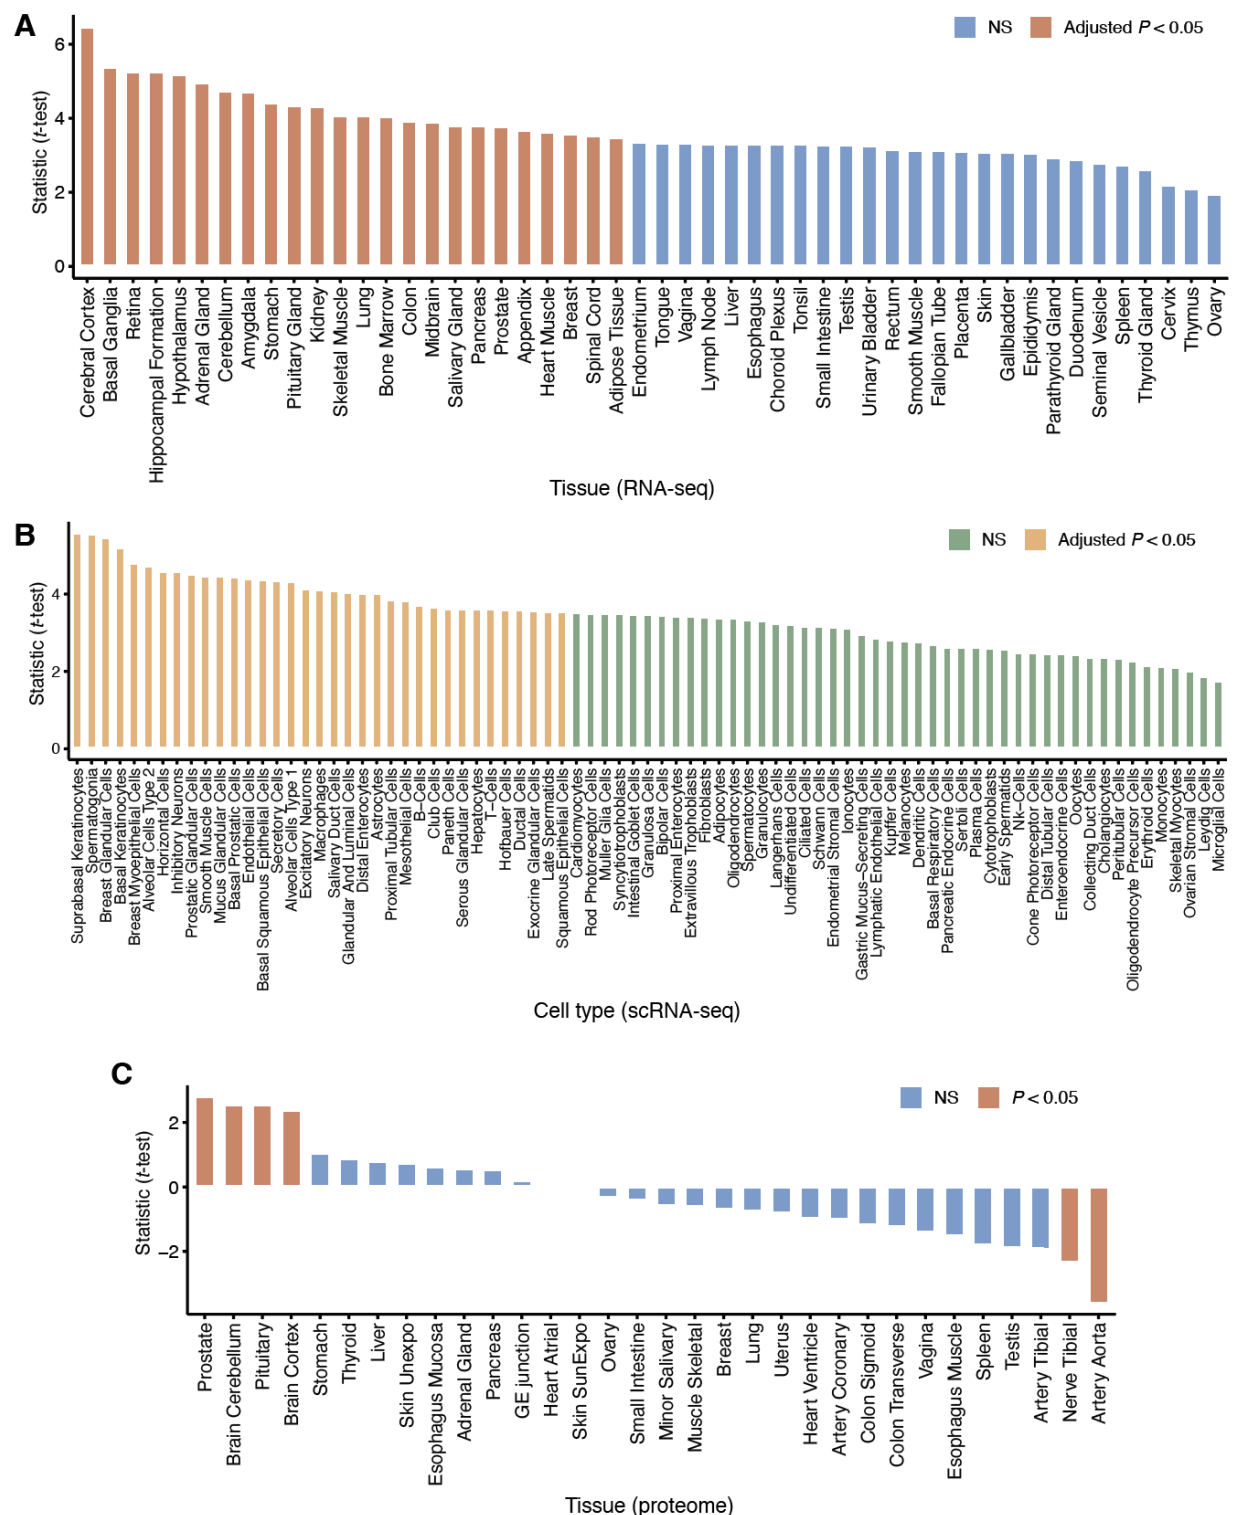 A
NS
Adjusted P < 0.05
Statistic (t-test)
6
4
2
0
Cerebral Cortex
Basal Ganglia
Retina
Hippocampal Formation
Hypothalamus
Adrenal Gland
Cerebellum
Amygdala
Stomach
Pituitary Gland
Kidney
Skeletal Muscle
Lung
Bone Marrow
Colon
Midbrain
Salivary Gland
Pancreas
Prostate
Appendix
Heart Muscle
Breast
Spinal Cord
Adipose Tissue
Endometrium
Tongue
Vagina
Lymph Node
Liver
Esophagus
Choroid Plexus
Tonsil
Small Intestine
Testis
Urinary Bladder
Rectum
Smooth Muscle
Fallopian Tube
Placenta
Skin
Gallbladder
Epididymis
Parathyroid Gland
Duodenum
Seminal Vesicle
Spleen
Thyroid Gland
Cervix
Thymus
Ovary
Tissue (RNA-seq)
B
NS
Adjusted P < 0.05
Statistic (t-test)
4
2
0
Suprabasal Keratinocytes
Spermatogonia
Breast Glandular Cells
Basal Keratinocytes
Breast Myoepithelial Cells
Alveolar Cells Type 2
Horizontal Cells
Inhibitory Neurons
Prostatic Glandular Cells
Smooth Muscle Cells
Mucus Glandular Cells
Basal Prostatic Cells
Endothelial Cells
Basal Squamous Epithelial Cells
Secretory Cells
Alveolar Cells Type 1
Excitatory Neurons
Macrophages
Salivary Duct Cells
Glandular And Luminal Cells
Distal Enterocytes
Astrocytes
Proximal Tubular Cells
Mesothelial Cells
B−Cells
Club Cells
Paneth Cells
Serous Glandular Cells
Hepatocytes
T−Cells
Hofbauer Cells
Ductal Cells
Exocrine Glandular Cells
Late Spermatids
Squamous Epithelial Cells
Cardiomyocytes
Rod Photoreceptor Cells
Muller Glia Cells
Syncytiotrophoblasts
Intestinal Goblet Cells
Granulosa Cells
Bipolar Cells
Proximal Enterocytes
Extravillous Trophoblasts
Fibroblasts
Adipocytes
Oligodendrocytes
Spermatocytes
Granulocytes
Langerhans Cells
Undifferentiated Cells
Ciliated Cells
Schwann Cells
Endometrial Stromal Cells
Ionocytes
Gastric Mucus−Secreting Cells
Lymphatic Endothelial Cells
Kupffer Cells
Melanocytes
Dendritic Cells
Basal Respiratory Cells
Pancreatic Endocrine Cells
Sertoli Cells
Plasma Cells
Cytotrophoblasts
Early Spermatids
Nk−Cells
Cone Photoreceptor Cells
Distal Tubular Cells
Enteroendocrine Cells
Oocytes
Collecting Duct Cells
Cholangiocytes
Peritubular Cells
Oligodendrocyte Precursor Cells
Erythroid Cells
Monocytes
Skeletal Myocytes
Ovarian Stromal Cells
Leydig Cells
Microglial Cells
Cell type (scRNA-seq)
C
NS
P < 0.05
Statistic (t-test)
2
0
−2
Prostate
Brain Cerebellum
Pituitary
Brain Cortex
Stomach
Thyroid
Liver
Skin Unexpo
Esophagus Mucosa
Adrenal Gland
Pancreas
GE junction
Heart Atrial
Skin SunExpo
Ovary
Small Intestine
Minor Salivary
Muscle Skeletal
Breast
Lung
Uterus
Heart Ventricle
Artery Coronary
Colon Sigmoid
Colon Transverse
Vagina
Esophagus Muscle
Spleen
Testis
Artery Tibial
Nerve Tibial
Artery Aorta
Tissue (proteome)